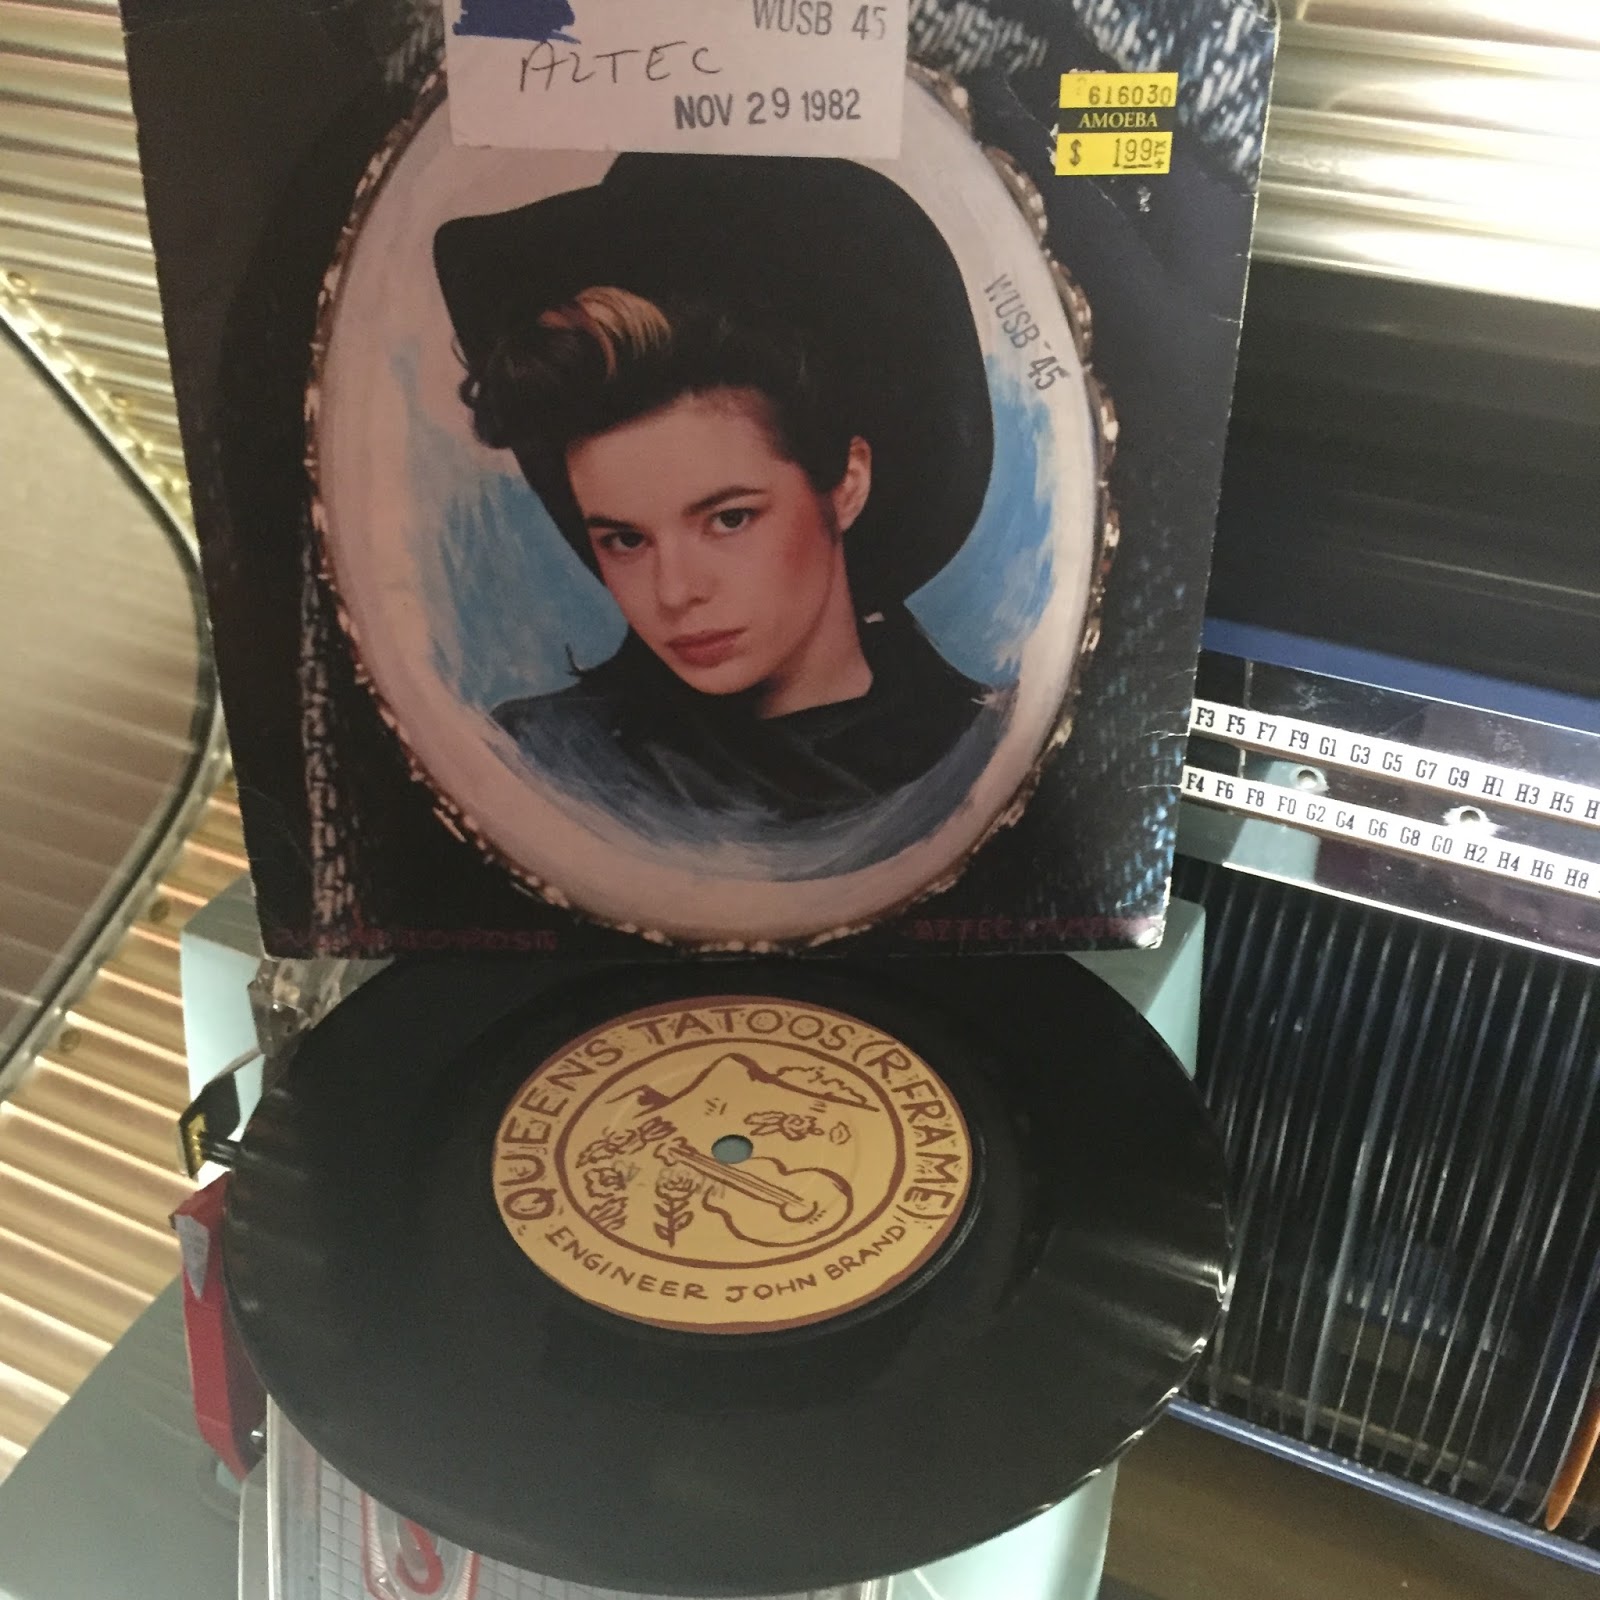 WUSB 45
AZTEC
NOV 29 1982
616030
AMOEBA
$ 1.99
WUSB 45
AZTEC
F3 F5 F7 F9 G1 G3 G5 G7 G9 H1 H3 H5
F4 F6 F8 F0 G2 G4 G6 G8 G0 H2 H4 H6 H8
QUEEN'S TATOOS (R. FRAME)
ENGINEER JOHN BRAND